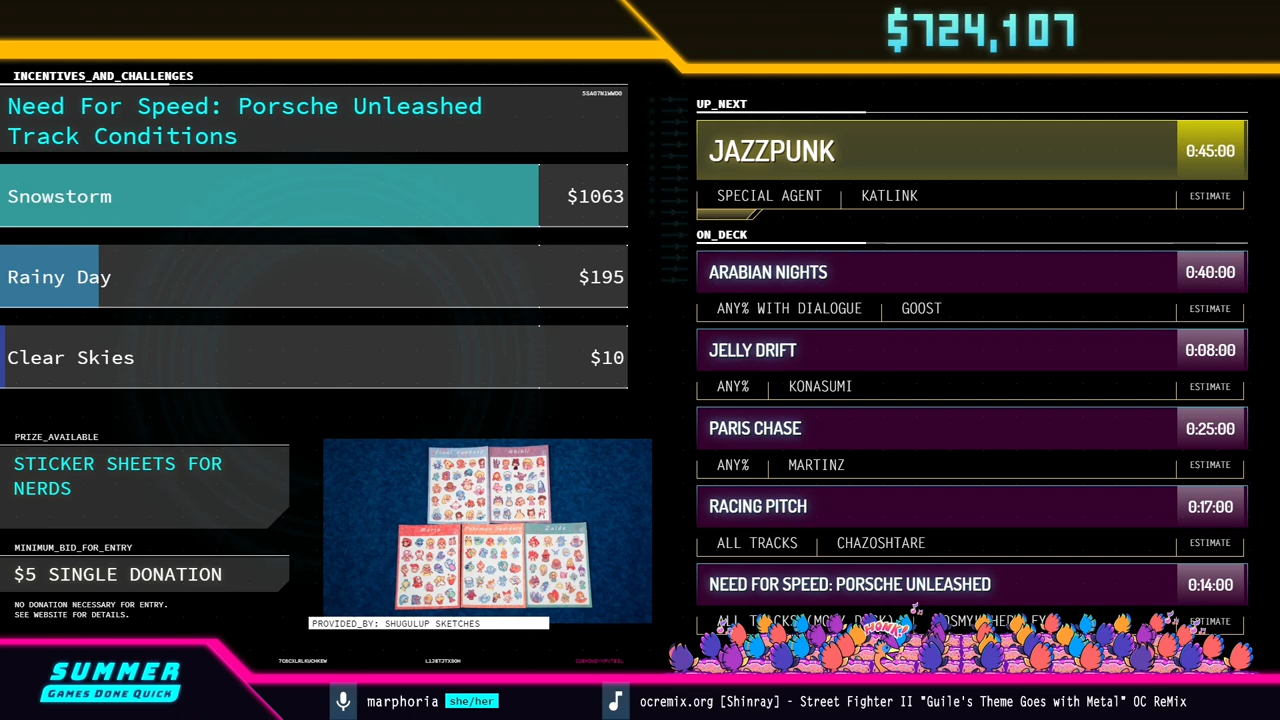 $724,107
INCENTIVES_AND_CHALLENGES
Need For Speed: Porsche Unleashed
Track Conditions
Snowstorm $1063
Rainy Day $195
Clear Skies $10
PRIZE_AVAILABLE
STICKER SHEETS FOR
NERDS
MINIMUM_BID_FOR_ENTRY
$5 SINGLE DONATION
NO DONATION NECESSARY FOR ENTRY.
SEE WEBSITE FOR DETAILS.
PROVIDED_BY: SHUGULUP SKETCHES
UP_NEXT
JAZZPUNK 0:45:00
SPECIAL AGENT KATLINK ESTIMATE
ON_DECK
ARABIAN NIGHTS 0:40:00
ANY% WITH DIALOGUE GOOST ESTIMATE
JELLY DRIFT 0:08:00
ANY% KONASUMI ESTIMATE
PARIS CHASE 0:25:00
ANY% MARTINZ ESTIMATE
RACING PITCH 0:17:00
ALL TRACKS CHAZOSHTARE ESTIMATE
NEED FOR SPEED: PORSCHE UNLEASHED 0:14:00
ALL ESTIMATE
HONK!
SUMMER
GAMES DONE QUICK
marphoria she/her
ocremix.org [Shinray] - Street Fighter II "Guile's Theme Goes with Metal" OC ReMix